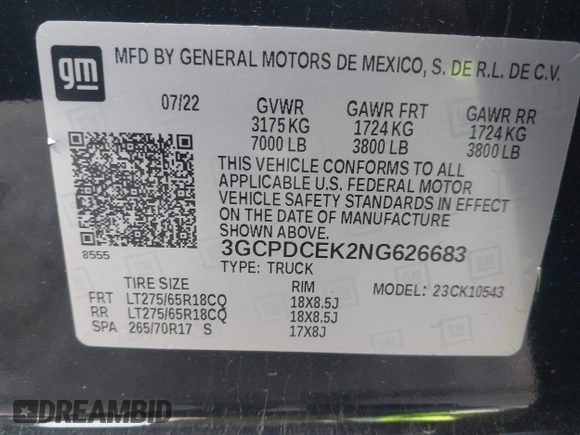 gm
MFD BY GENERAL MOTORS DE MEXICO, S. DE R.L. DE C.V.
07/22 GVWR GAWR FRT GAWR RR
3175 KG 1724 KG 1724 KG
7000 LB 3800 LB 3800 LB
THIS VEHICLE CONFORMS TO ALL
APPLICABLE U.S. FEDERAL MOTOR
VEHICLE SAFETY STANDARDS IN EFFECT
ON THE DATE OF MANUFACTURE
SHOWN ABOVE.
8555
3GCPDCEK2NG626683
TYPE: TRUCK
TIRE SIZE RIM MODEL: 23CK10543
FRT LT275/65R18CQ 18X8.5J
RR LT275/65R18CQ 18X8.5J
SPA 265/70R17 S 17X8J
DREAMBID